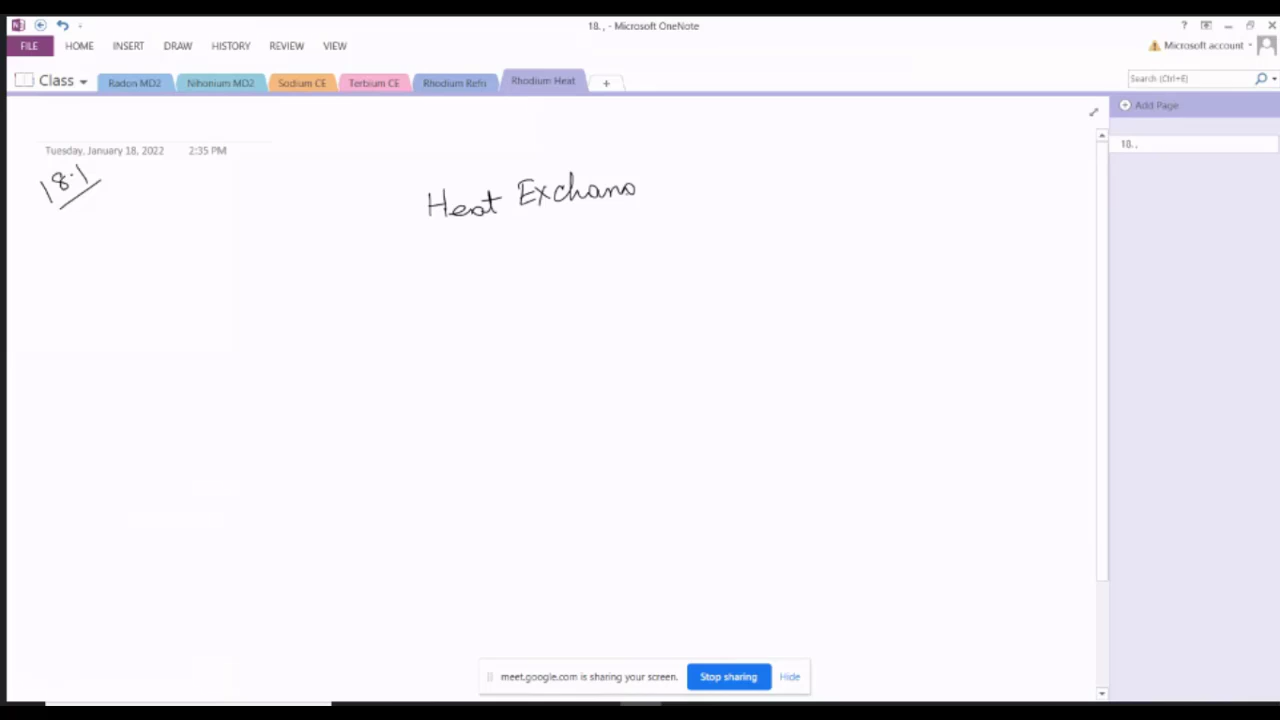 18., - Microsoft OneNote
FILE HOME INSERT DRAW HISTORY REVIEW VIEW
Microsoft account
Class Radon MD2 Nihonium MD2 Sodium CE Terbium CE Rhodium Refn Rhodium Heat
Search (Ctrl+E)
Add Page
18.,
Tuesday, January 18, 2022 2:35 PM
18.1
Heat Exchang
meet.google.com is sharing your screen. Stop sharing Hide